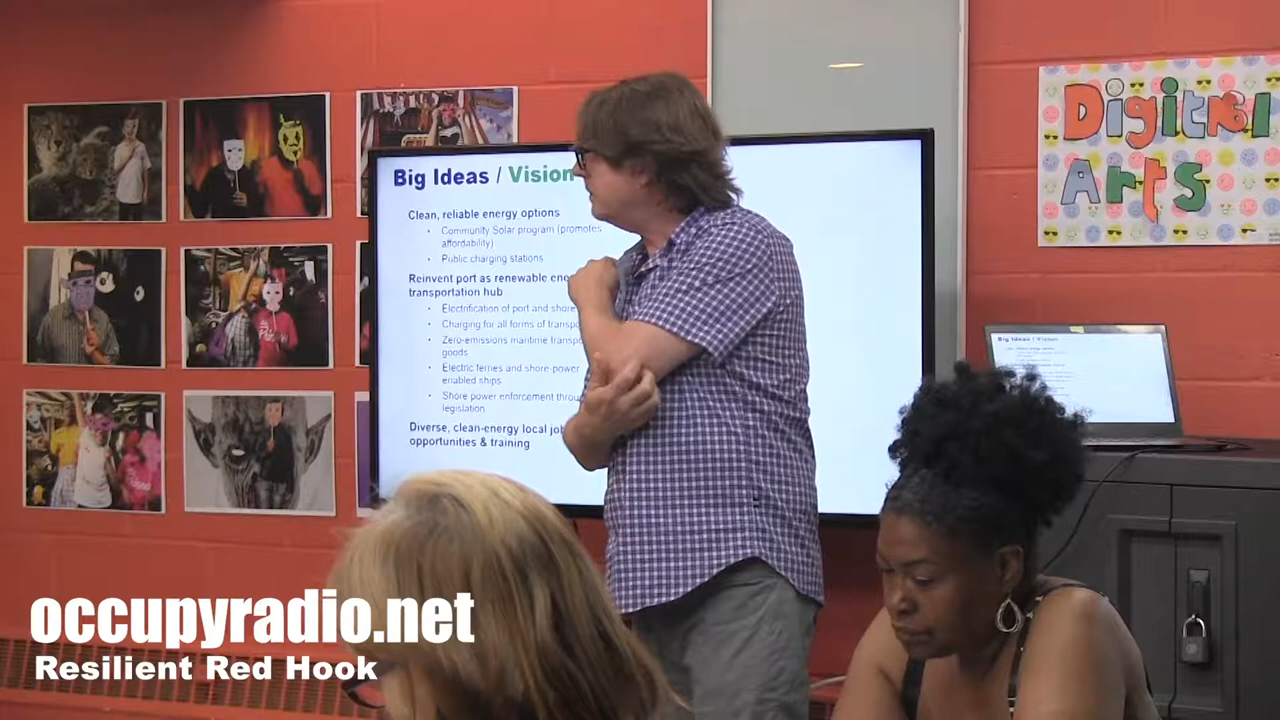 Big Ideas / Vision
Clean, reliable energy options
Community Solar program (promotes
affordability)
Public charging stations
Reinvent port as renewable
transportation hub
Electrification of port and shore
Charging for all forms of
Zero-emissions maritime
goods
Electric ferries and shore-power
enabled ships
Shore power enforcement
legislation
Diverse, clean-energy local
opportunities & training
Digital
Arts
Big Ideas / Vision
occupyradio.net
Resilient Red Hook